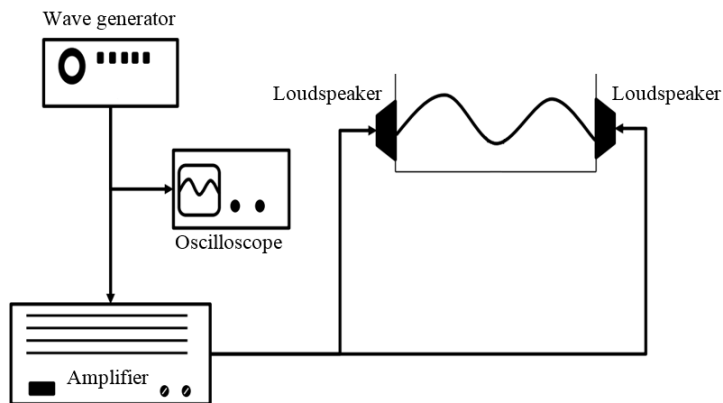 Wave generator
Loudspeaker
Loudspeaker
Oscilloscope
Amplifier